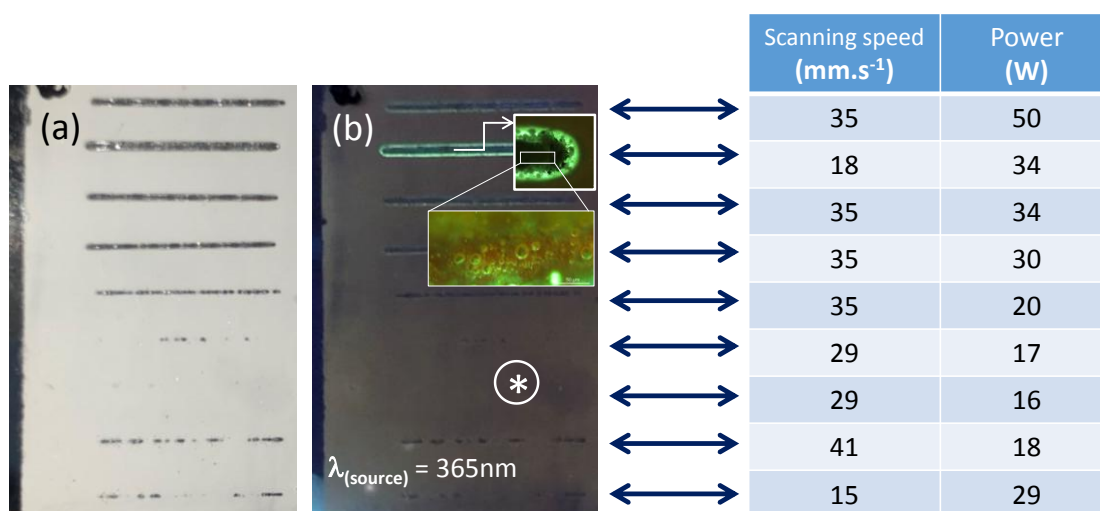 (a)
(b)
*
λ(source) = 365nm
Scanning speed (mm.s-1) Power (W)
35 50
18 34
35 34
35 30
35 20
29 17
29 16
41 18
15 29